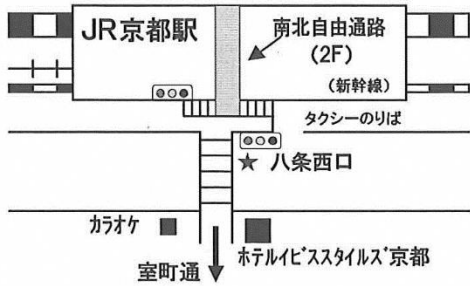 JR京都駅
南北自由通路
(2F)
(新幹線)
タクシーのりば
★ 八条西口
カラオケ
ホテルイビススタイルズ京都
室町通